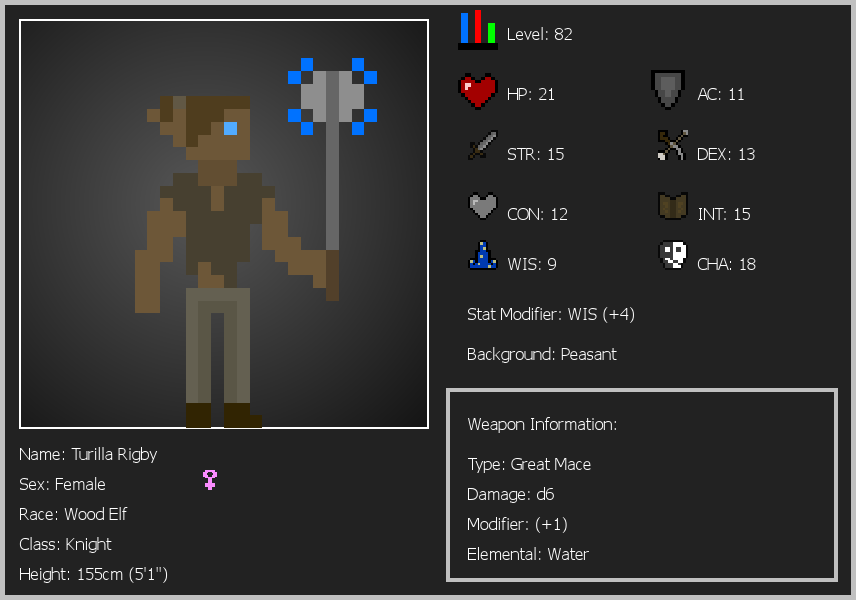 Level: 82
HP: 21
AC: 11
STR: 15
DEX: 13
CON: 12
INT: 15
WIS: 9
CHA: 18
Stat Modifier: WIS (+4)
Background: Peasant
Weapon Information:
Type: Great Mace
Damage: d6
Modifier: (+1)
Elemental: Water
Name: Turilla Rigby
Sex: Female
Race: Wood Elf
Class: Knight
Height: 155cm (5'1")